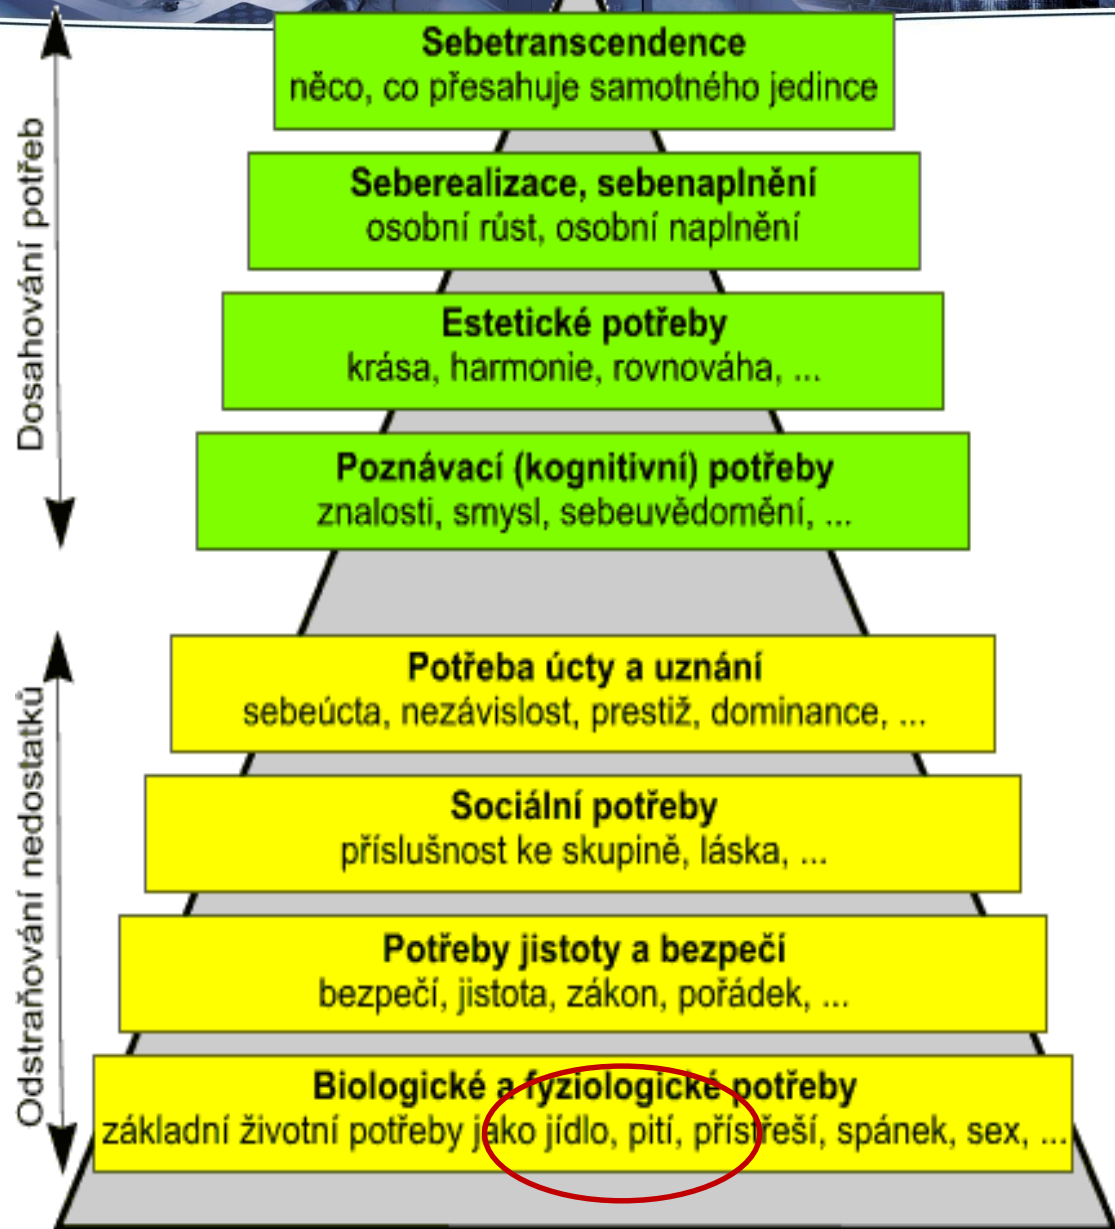 Sebetranscendence
něco, co přesahuje samotného jedince
Seberealizace, sebenaplnění
osobní růst, osobní naplnění
Estetické potřeby
krása, harmonie, rovnováha, ...
Poznávací (kognitivní) potřeby
znalosti, smysl, sebeuvědomění, ...
Dosahování potřeb
Potřeba úcty a uznání
sebeúcta, nezávislost, prestiž, dominance, ...
Sociální potřeby
příslušnost ke skupině, láska, ...
Potřeby jistoty a bezpečí
bezpečí, jistota, zákon, pořádek, ...
Biologické a fyziologické potřeby
základní životní potřeby jako jídlo, pití, přístřeší, spánek, sex, ...
Odstraňování nedostatků